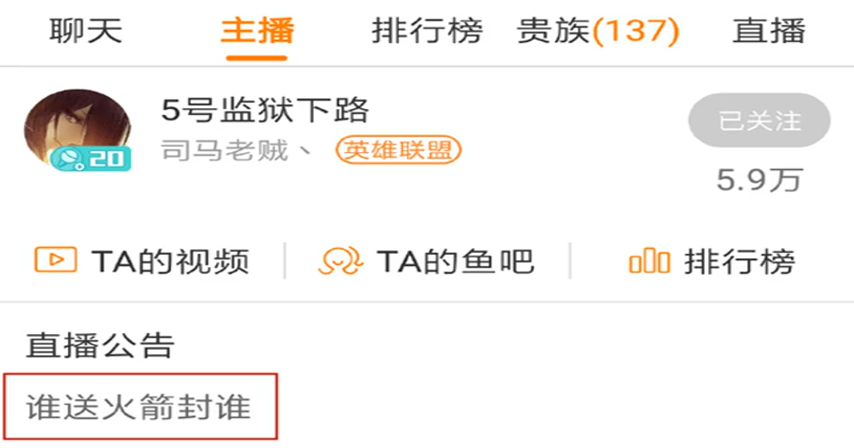 聊天 主播 排行榜 贵族(137) 直播
5号监狱下路
已关注
司马老贼丶 英雄联盟
20
5.9万
TA的视频 TA的鱼吧 排行榜
直播公告
谁送火箭封谁